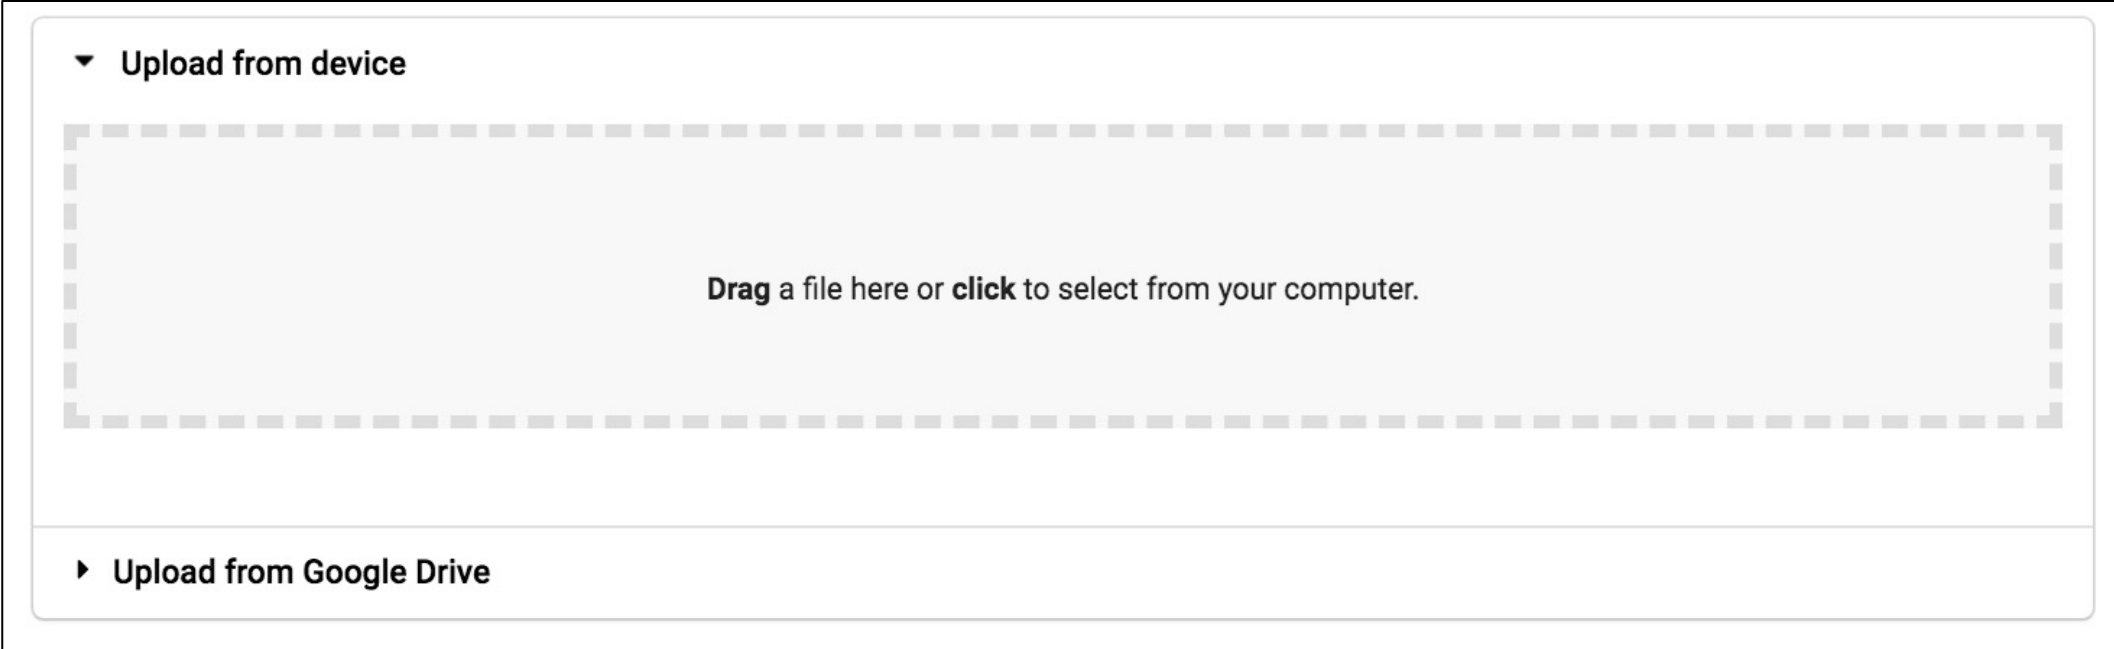 Upload from device
Drag a file here or click to select from your computer.
Upload from Google Drive